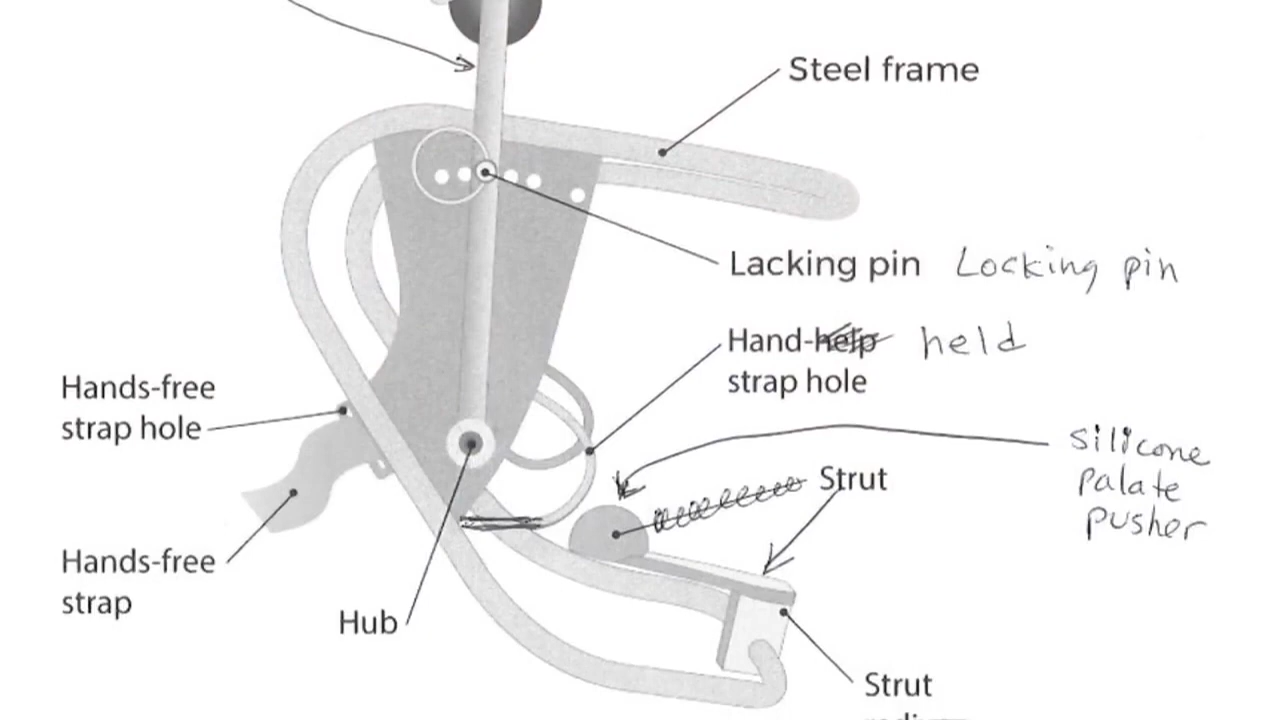 Steel frame
Lacking pin Locking pin
Hand-help held
strap hole
Hands-free
strap hole
silicone
palate
pusher
Strut
Hands-free
strap
Hub
Strut